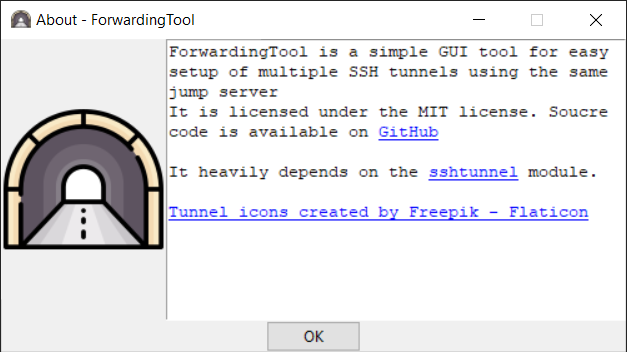 About - ForwardingTool
ForwardingTool is a simple GUI tool for easy
setup of multiple SSH tunnels using the same
jump server
It is licensed under the MIT license. Soucre
code is available on GitHub
It heavily depends on the sshtunnel module.
Tunnel icons created by Freepik - Flaticon
OK